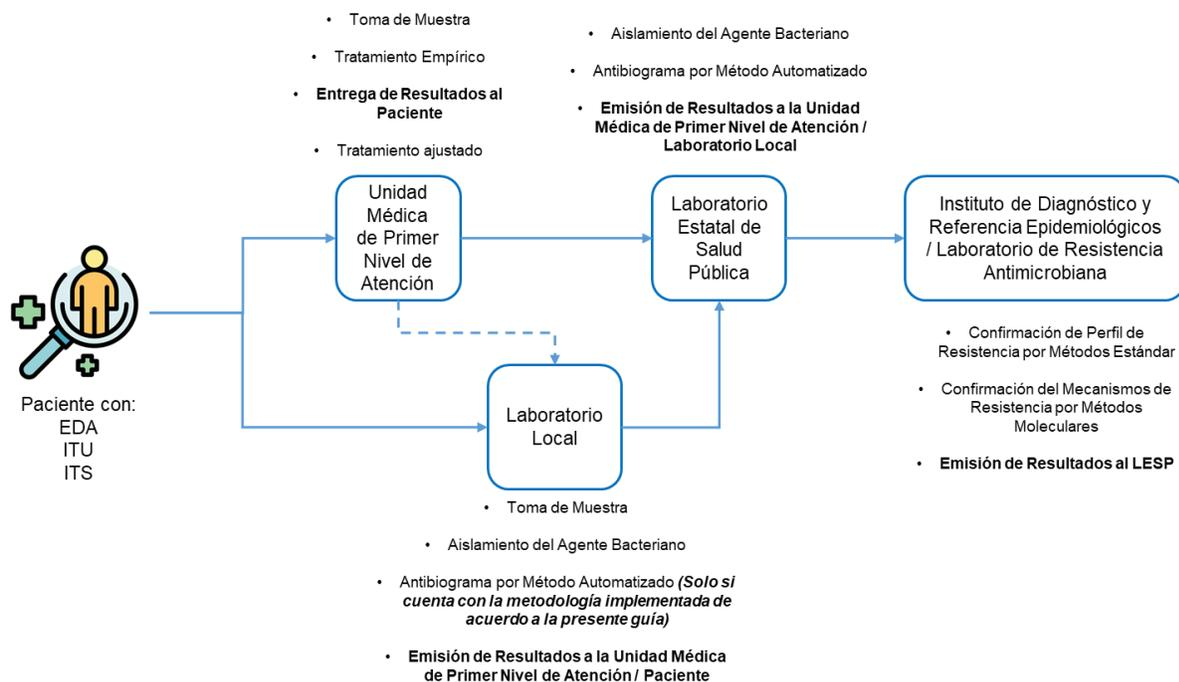 • Toma de Muestra
• Tratamiento Empírico
• Entrega de Resultados al
Paciente
• Tratamiento ajustado
• Aislamiento del Agente Bacteriano
• Antibiograma por Método Automatizado
• Emisión de Resultados a la Unidad
Médica de Primer Nivel de Atención /
Laboratorio Local
Unidad
Médica
de Primer
Nivel de
Atención
Laboratorio
Estatal de
Salud
Pública
Instituto de Diagnóstico y
Referencia Epidemiológicos
/ Laboratorio de Resistencia
Antimicrobiana
Paciente con:
EDA
ITU
ITS
Laboratorio
Local
• Confirmación de Perfil de
Resistencia por Métodos Estándar
• Confirmación del Mecanismos de
Resistencia por Métodos
Moleculares
• Emisión de Resultados al LESP
• Toma de Muestra
• Aislamiento del Agente Bacteriano
• Antibiograma por Método Automatizado (Solo si
cuenta con la metodología implementada de
acuerdo a la presente guía)
• Emisión de Resultados a la Unidad Médica
de Primer Nivel de Atención / Paciente